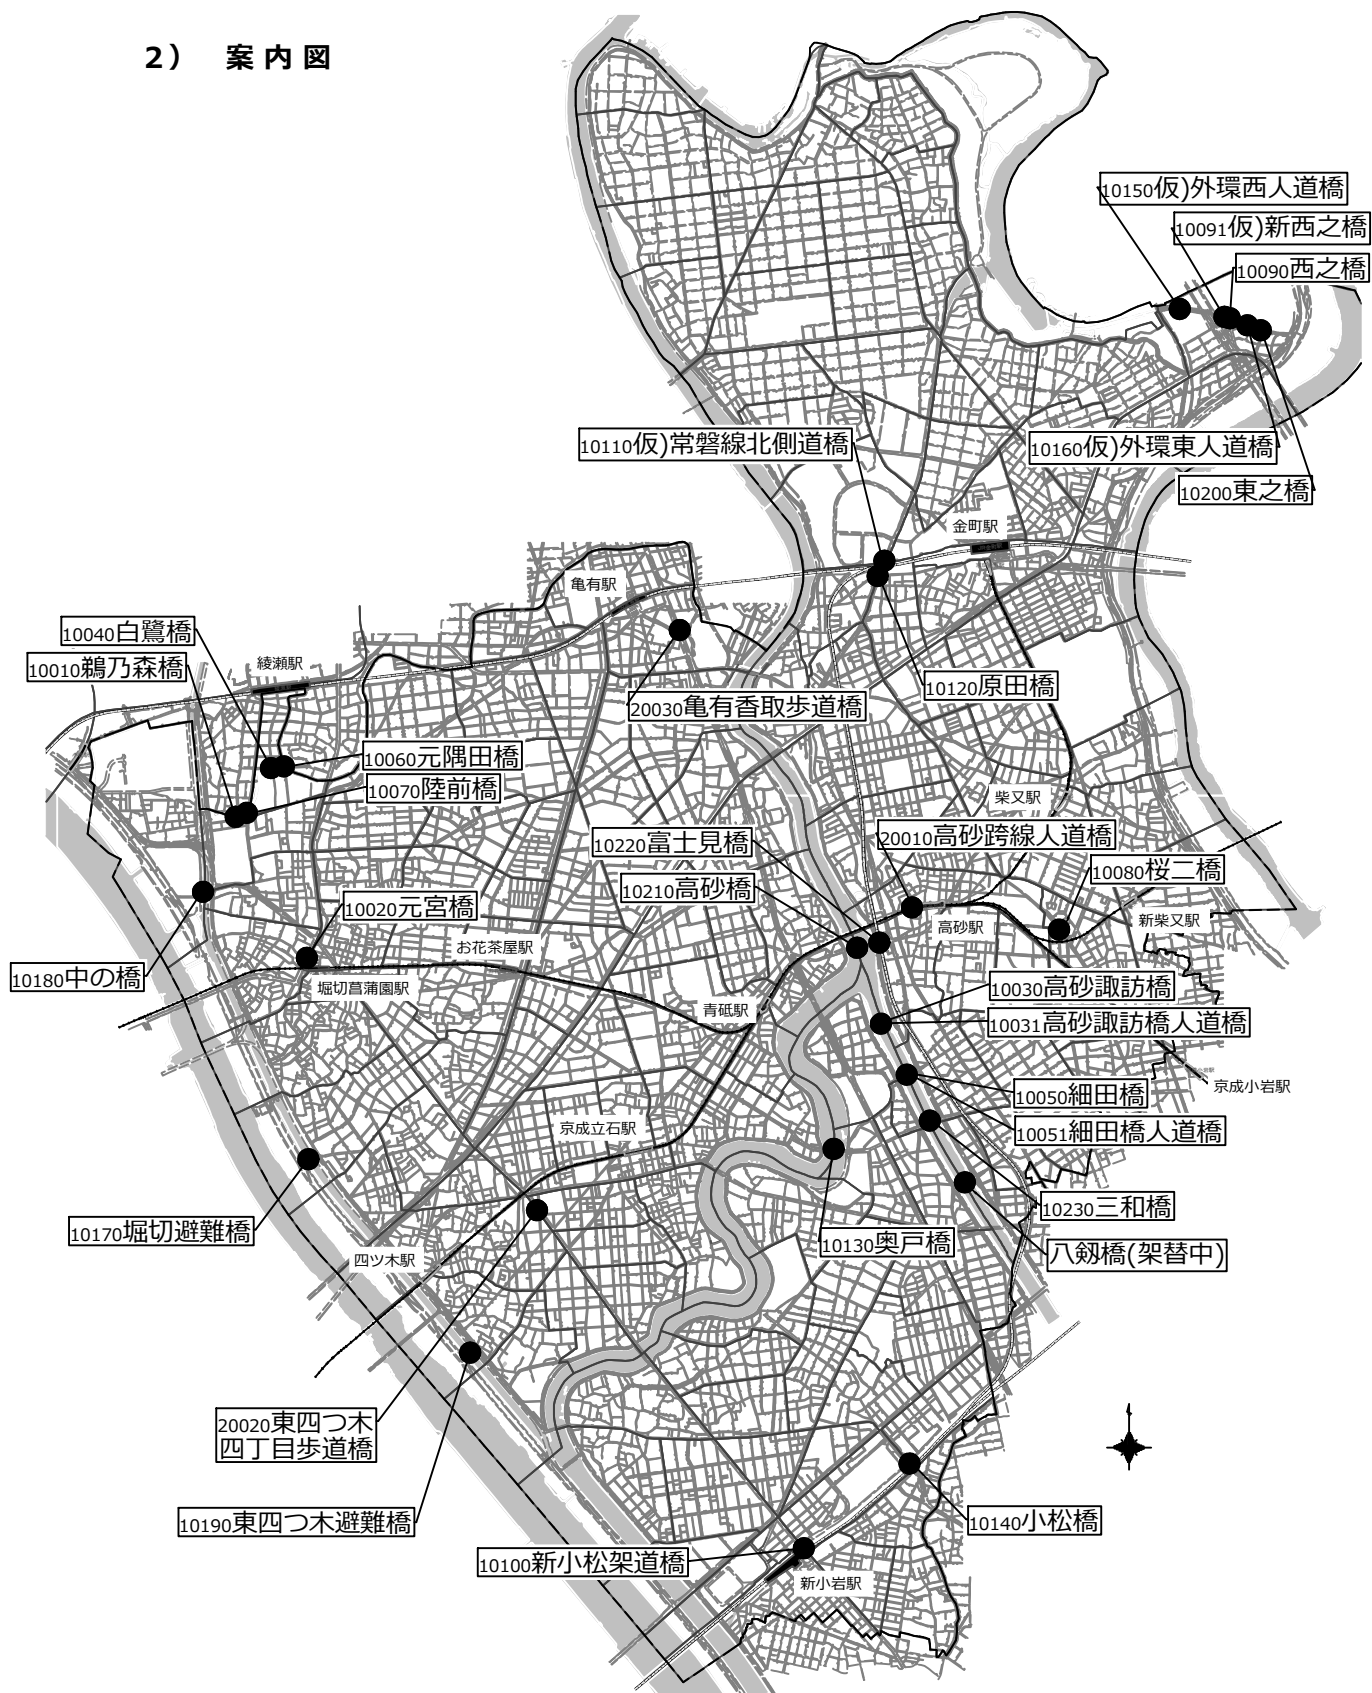 2） 案内図
10150仮)外環西人道橋
10091仮)新西之橋
10090西之橋
10110仮)常磐線北側道橋
10160仮)外環東人道橋
10200東之橋
金町駅
亀有駅
10040白鷺橋
10010鵜乃森橋
綾瀬駅
10120原田橋
20030亀有香取歩道橋
10060元隅田橋
10070陸前橋
柴又駅
10220富士見橋
20010高砂跨線人道橋
10080桜二橋
10210高砂橋
10020元宮橋
新柴又駅
高砂駅
お花茶屋駅
10180中の橋
堀切菖蒲園駅
10030高砂諏訪橋
青砥駅
10031高砂諏訪橋人道橋
京成小岩駅
10050細田橋
京成立石駅
10051細田橋人道橋
10230三和橋
10170堀切避難橋
10130奥戸橋
八剱橋(架替中)
四ツ木駅
20020東四つ木
四丁目歩道橋
10190東四つ木避難橋
10140小松橋
10100新小松架道橋
新小岩駅